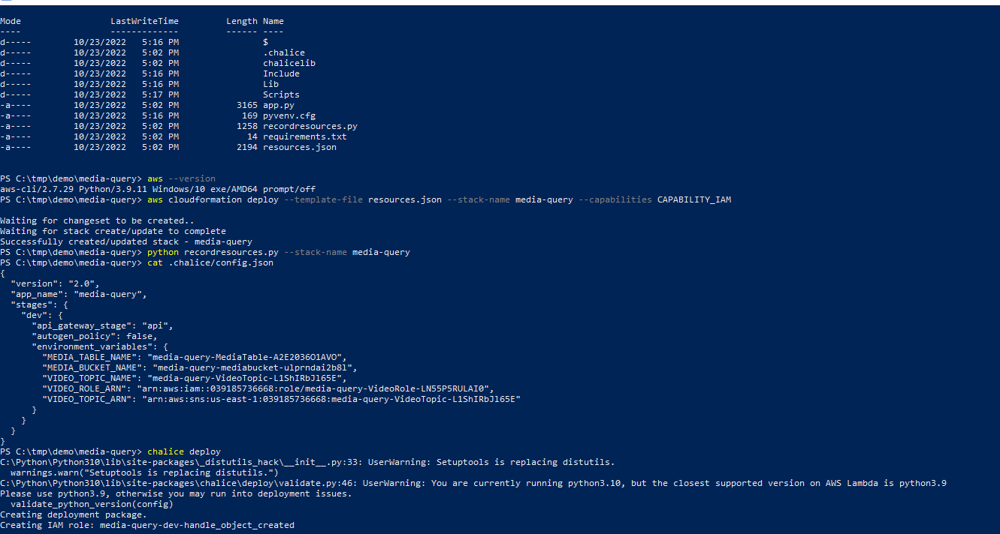 Mode                 LastWriteTime         Length Name
----                 -------------         ------ ----
d-----        10/23/2022   5:16 PM                $
d-----        10/23/2022   5:02 PM                .chalice
d-----        10/23/2022   5:02 PM                chalicelib
d-----        10/23/2022   5:16 PM                Include
d-----        10/23/2022   5:16 PM                Lib
d-----        10/23/2022   5:17 PM                Scripts
-a----        10/23/2022   5:02 PM           3165 app.py
-a----        10/23/2022   5:16 PM            169 pyvenv.cfg
-a----        10/23/2022   5:02 PM           1258 recordresources.py
-a----        10/23/2022   5:02 PM             14 requirements.txt
-a----        10/23/2022   5:02 PM           2194 resources.json
PS C:\tmp\demo\media-query> aws --version
aws-cli/2.7.29 Python/3.9.11 Windows/10 exe/AMD64 prompt/off
PS C:\tmp\demo\media-query> aws cloudformation deploy --template-file resources.json --stack-name media-query --capabilities CAPABILITY_IAM
Waiting for changeset to be created..
Waiting for stack create/update to complete
Successfully created/updated stack - media-query
PS C:\tmp\demo\media-query> python recordresources.py --stack-name media-query
PS C:\tmp\demo\media-query> cat .chalice/config.json
{
  "version": "2.0",
  "app_name": "media-query",
  "stages": {
    "dev": {
      "api_gateway_stage": "api",
      "autogen_policy": false,
      "environment_variables": {
        "MEDIA_TABLE_NAME": "media-query-MediaTable-A2E2036O1AVO",
        "MEDIA_BUCKET_NAME": "media-query-mediabucket-ulprndai2b8l",
        "VIDEO_TOPIC_NAME": "media-query-VideoTopic-L1ShIRbJl65E",
        "VIDEO_ROLE_ARN": "arn:aws:iam::039185736668:role/media-query-VideoRole-LN55P5RULAI0",
        "VIDEO_TOPIC_ARN": "arn:aws:sns:us-east-1:039185736668:media-query-VideoTopic-L1ShIRbJl65E"
      }
    }
  }
}
PS C:\tmp\demo\media-query> chalice deploy
C:\Python\Python310\lib\site-packages\_distutils_hack\__init__.py:33: UserWarning: Setuptools is replacing distutils.
  warnings.warn("Setuptools is replacing distutils.")
C:\Python\Python310\lib\site-packages\chalice\deploy\validate.py:46: UserWarning: You are currently running python3.10, but the closest supported version on AWS Lambda is python3.9
Please use python3.9, otherwise you may run into deployment issues.
  validate_python_version(config)
Creating deployment package.
Creating IAM role: media-query-dev-handle_object_created